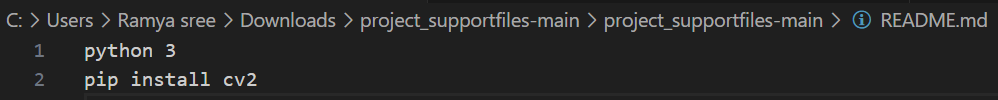 C: > Users > Ramya sree > Downloads > project_supportfiles-main > project_supportfiles-main > ⓘ README.md
1 python 3
2 pip install cv2